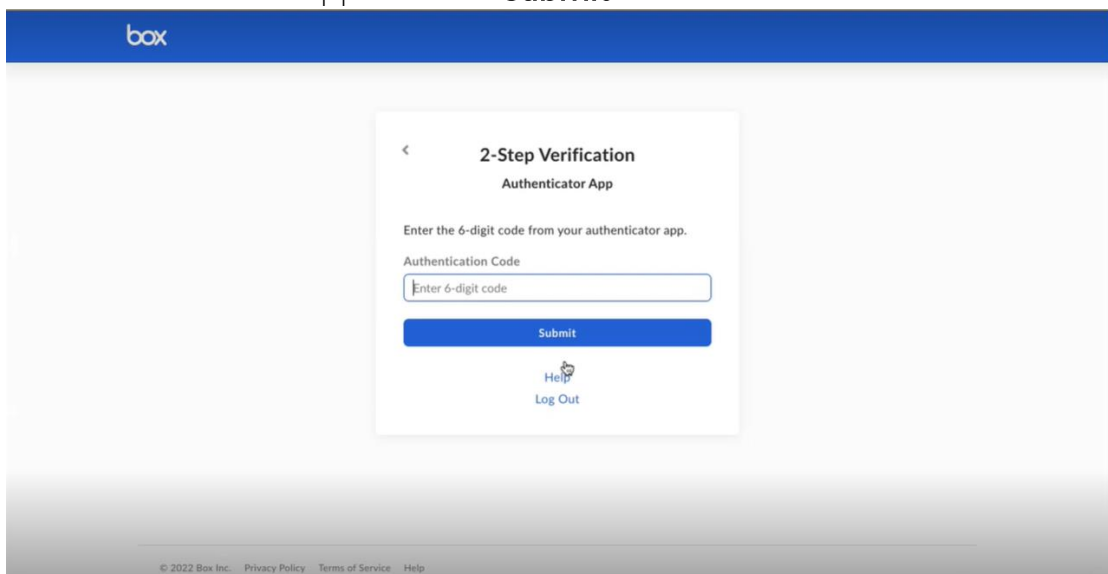 box
2-Step Verification
Authenticator App
Enter the 6-digit code from your authenticator app.
Authentication Code
Enter 6-digit code
Submit
Help
Log Out
© 2022 Box Inc. Privacy Policy Terms of Service Help